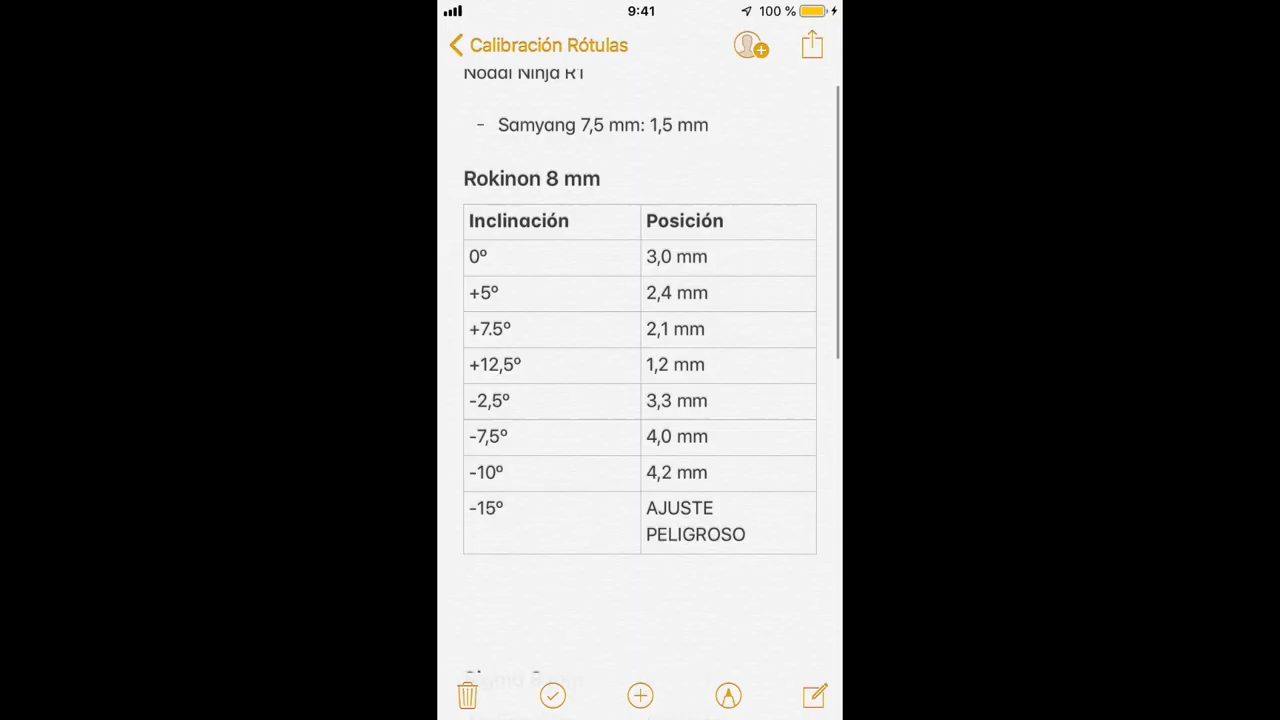 9:41
100 %
Calibración Rótulas
Nodal Ninja R1
- Samyang 7,5 mm: 1,5 mm
Rokinon 8 mm
Inclinación Posición
0º 3,0 mm
+5º 2,4 mm
+7.5º 2,1 mm
+12,5º 1,2 mm
-2,5º 3,3 mm
-7,5º 4,0 mm
-10º 4,2 mm
-15º AJUSTE
PELIGROSO